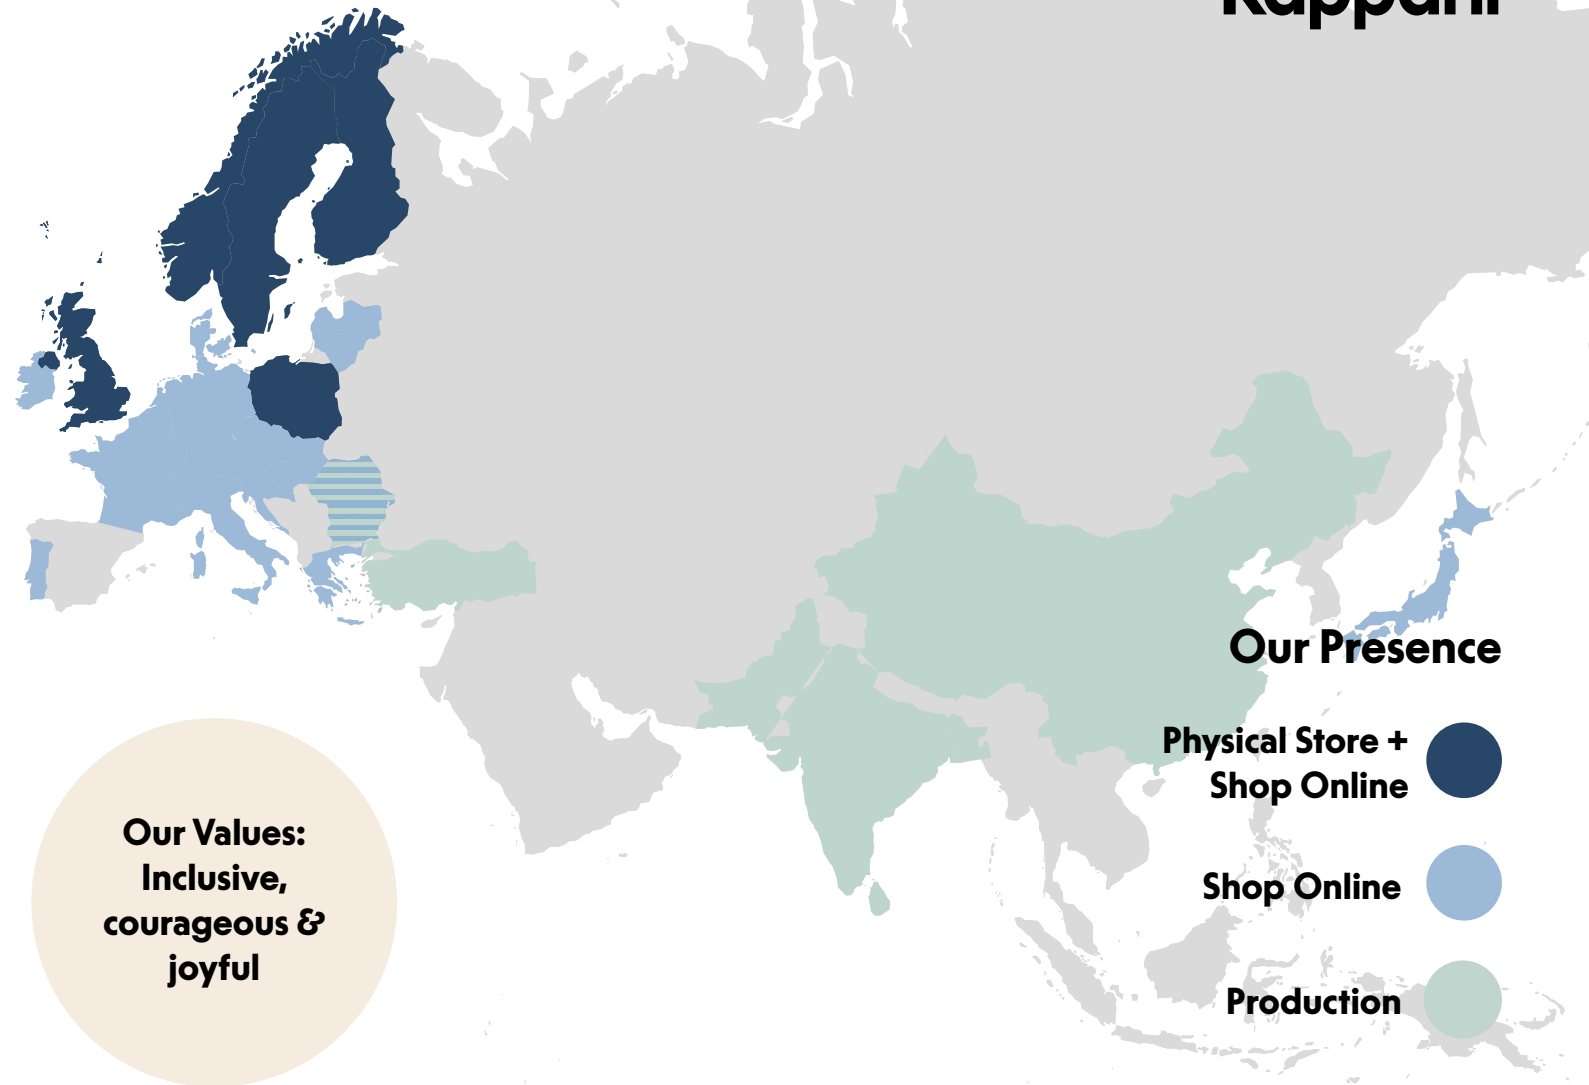 Our Presence
Physical Store +
Shop Online
Shop Online
Production
Our Values:
Inclusive,
courageous &
joyful